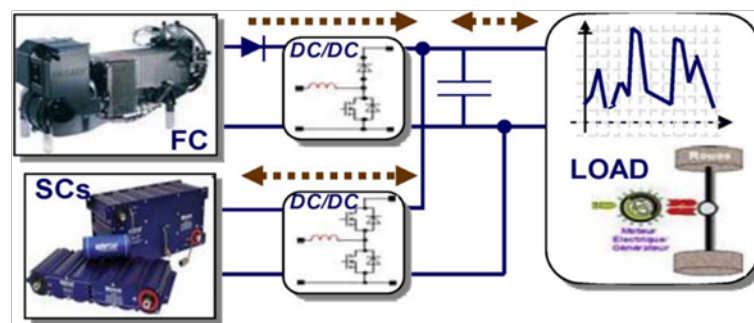 DC/DC
FC
SCs
DC/DC
LOAD
Roues
Moteur
Electrique/
Générateur